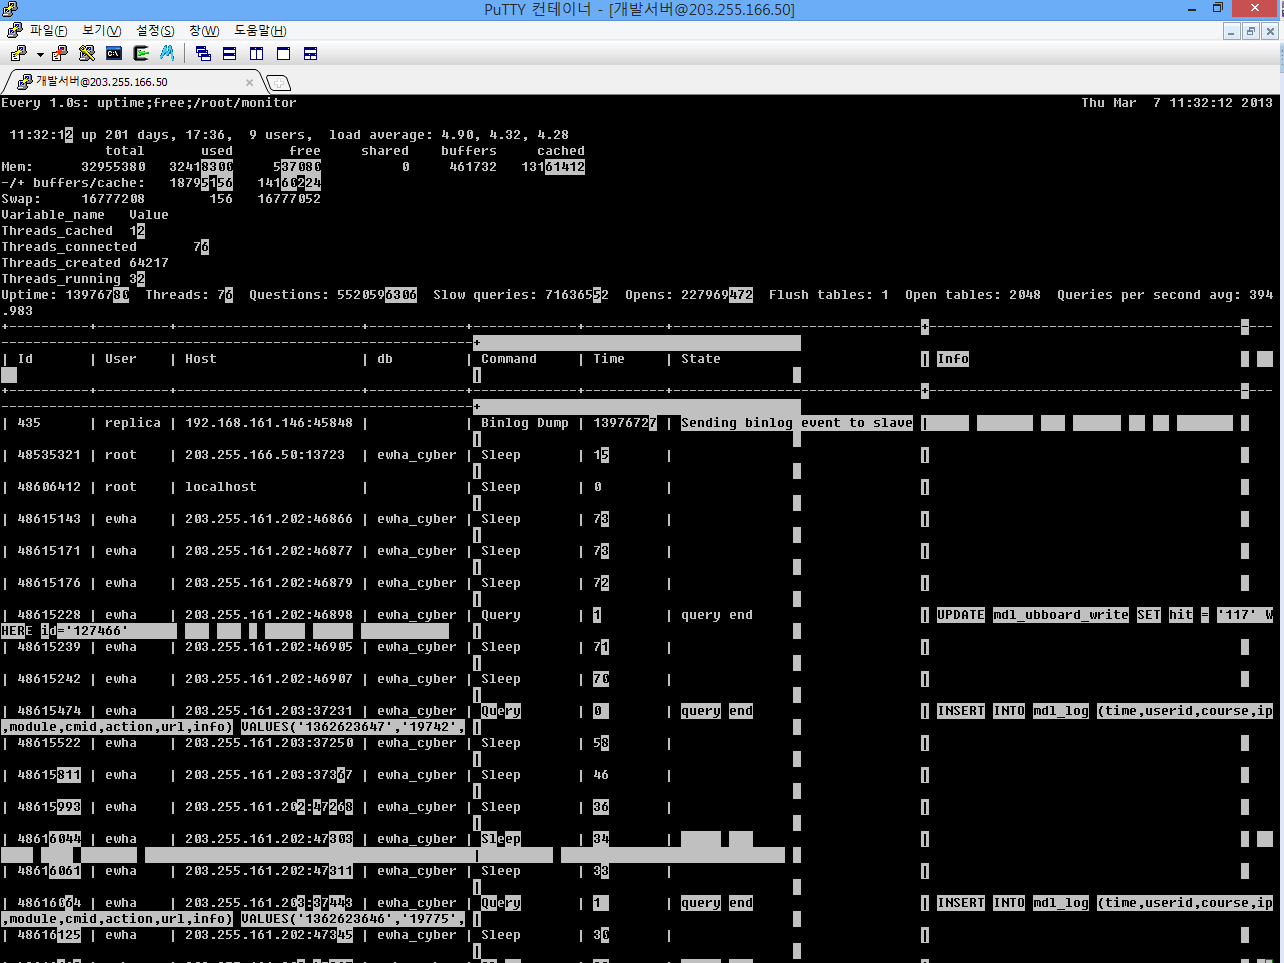 PuTTY 컨테이너 - [개발서버@203.255.166.50]
파일(F) 보기(V) 설정(S) 창(W) 도움말(H)
개발서버@203.255.166.50
Every 1.0s: uptime;free;/root/monitor Thu Mar 7 11:32:12 2013
11:32:12 up 201 days, 17:36, 9 users, load average: 4.90, 4.32, 4.28
total used free shared buffers cached
Mem: 32955380 32418300 537080 0 461732 13161412
-/+ buffers/cache: 18795156 14160224
Swap: 16777208 156 16777052
Variable_name Value
Threads_cached 12
Threads_connected 76
Threads_created 64217
Threads_running 32
Uptime: 13976780 Threads: 76 Questions: 5520596306 Slow queries: 71636552 Opens: 227969472 Flush tables: 1 Open tables: 2048 Queries per second avg: 394
.983
| Id | User | Host | db | Command | Time | State | Info |
| 435 | replica | 192.168.161.146:45848 | | Binlog Dump | 13976727 | Sending binlog event to slave |
| 48535321 | root | 203.255.166.50:13723 | ewha_cyber | Sleep | 15 | |
| 48606412 | root | localhost | | Sleep | 0 | |
| 48615143 | ewha | 203.255.161.202:46866 | ewha_cyber | Sleep | 73 | |
| 48615171 | ewha | 203.255.161.202:46877 | ewha_cyber | Sleep | 73 | |
| 48615176 | ewha | 203.255.161.202:46879 | ewha_cyber | Sleep | 72 | |
| 48615228 | ewha | 203.255.161.202:46898 | ewha_cyber | Query | 1 | query end | UPDATE mdl_ubboard_write SET hit = '117' W
HERE id='127466'
| 48615239 | ewha | 203.255.161.202:46905 | ewha_cyber | Sleep | 71 | |
| 48615242 | ewha | 203.255.161.202:46907 | ewha_cyber | Sleep | 70 | |
| 48615474 | ewha | 203.255.161.203:37231 | ewha_cyber | Query | 0 | query end | INSERT INTO mdl_log (time,userid,course,ip
,module,cmid,action,url,info) VALUES('1362623647','19742',
| 48615522 | ewha | 203.255.161.203:37250 | ewha_cyber | Sleep | 58 | |
| 48615811 | ewha | 203.255.161.203:37367 | ewha_cyber | Sleep | 46 | |
| 48615993 | ewha | 203.255.161.202:47268 | ewha_cyber | Sleep | 36 | |
| 48616044 | ewha | 203.255.161.202:47303 | ewha_cyber | Sleep | 34 | |
| 48616061 | ewha | 203.255.161.202:47311 | ewha_cyber | Sleep | 33 | |
| 48616064 | ewha | 203.255.161.203:37443 | ewha_cyber | Query | 1 | query end | INSERT INTO mdl_log (time,userid,course,ip
,module,cmid,action,url,info) VALUES('1362623646','19775',
| 48616125 | ewha | 203.255.161.202:47345 | ewha_cyber | Sleep | 30 | |